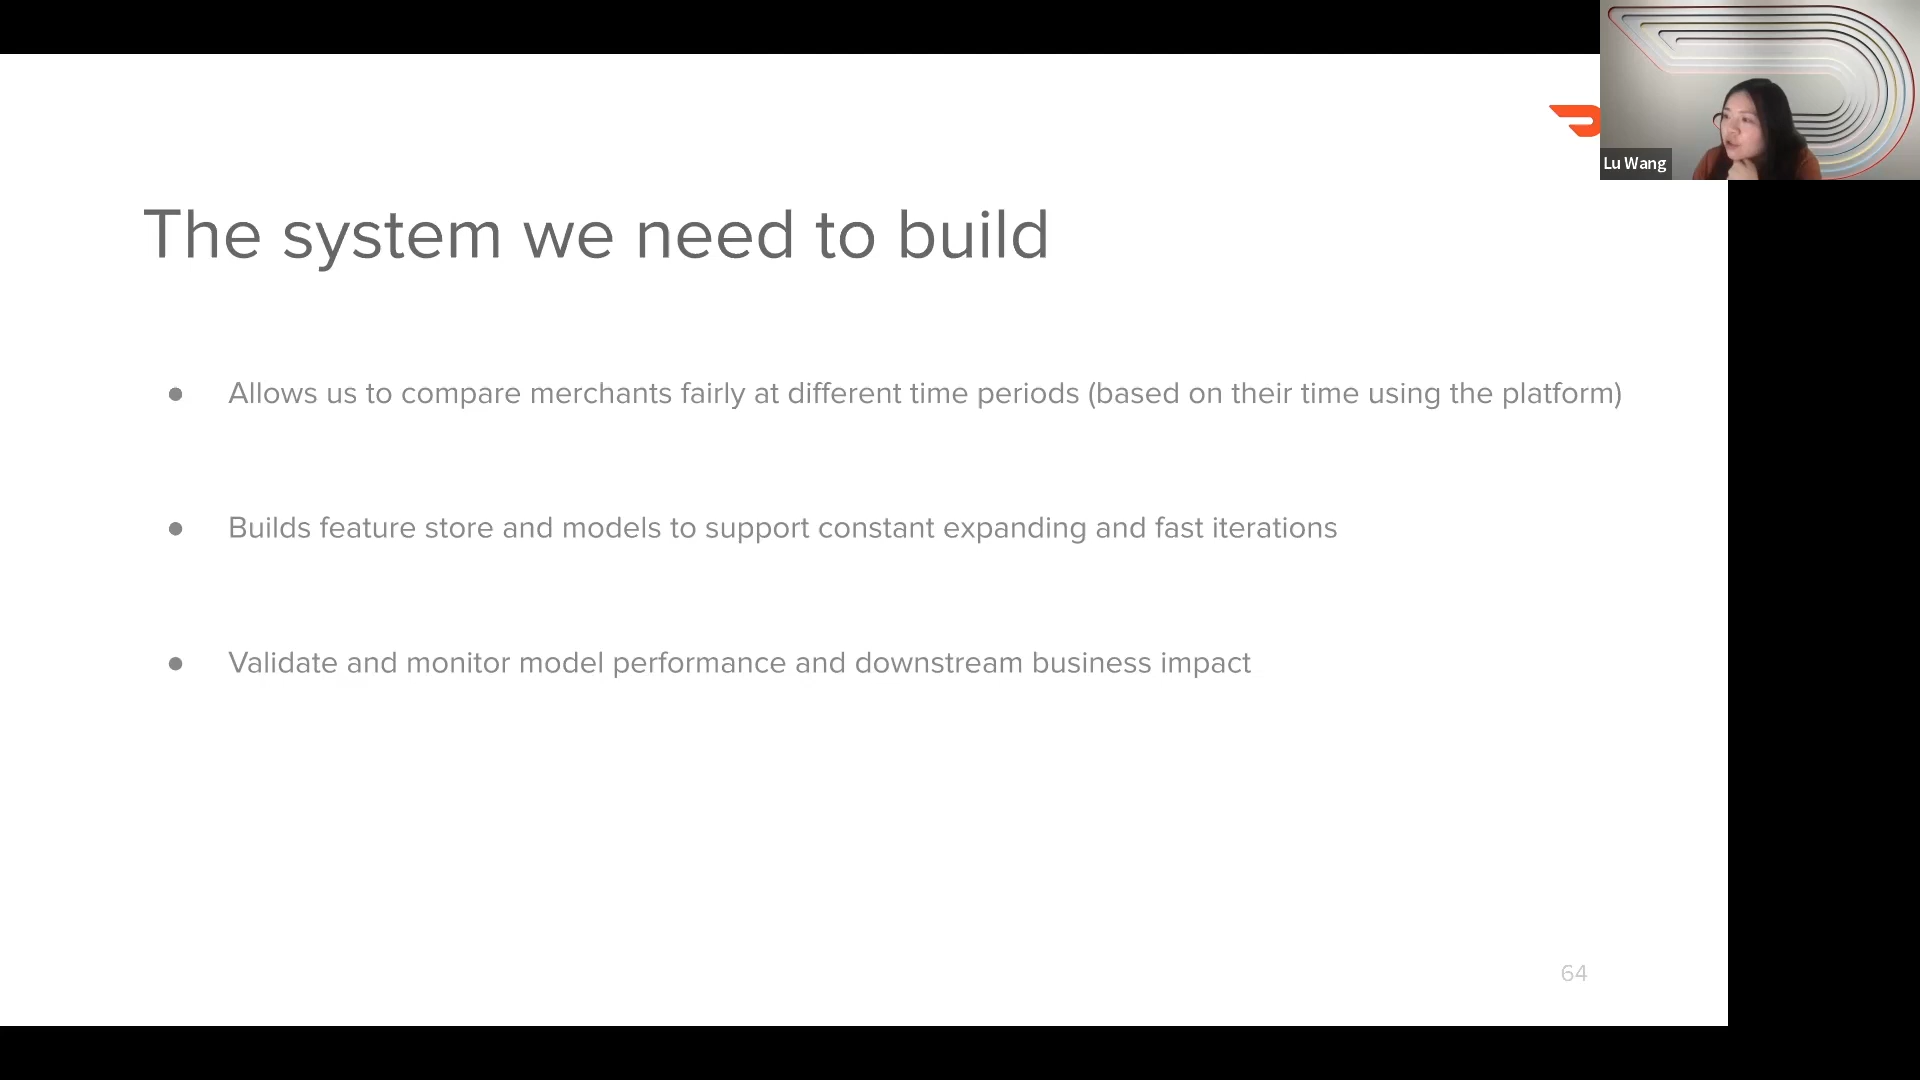 Lu Wang
The system we need to build
● Allows us to compare merchants fairly at different time periods (based on their time using the platform)
● Builds feature store and models to support constant expanding and fast iterations
● Validate and monitor model performance and downstream business impact
64